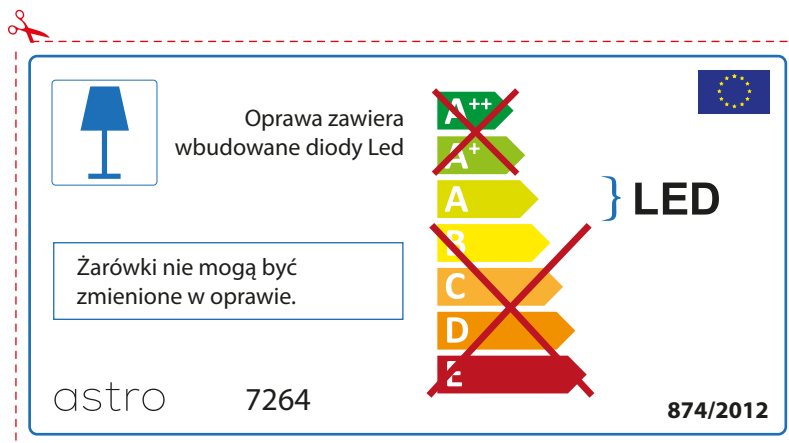 Oprawa zawiera
wbudowane diody Led
A++
A+
A
B
C
D
E
LED
Żarówki nie mogą być
zmienione w oprawie.
astro
7264
874/2012